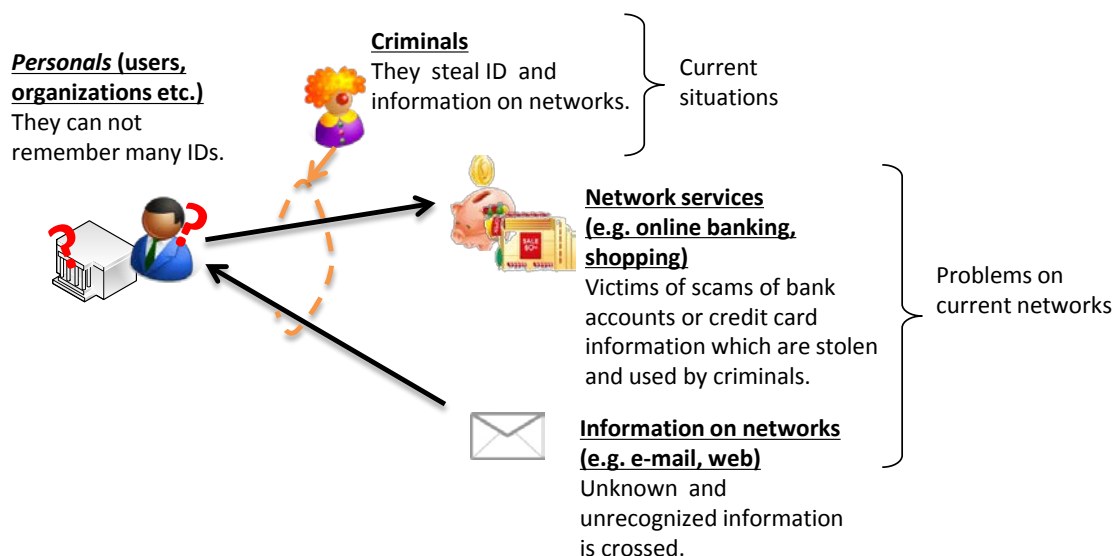 Personals (users,
organizations etc.)
They can not
remember many IDs.
Criminals
They steal ID and
information on networks.
Current
situations
Network services
(e.g. online banking,
shopping)
Victims of scams of bank
accounts or credit card
information which are stolen
and used by criminals.
Problems on
current networks
Information on networks
(e.g. e-mail, web)
Unknown and
unrecognized information
is crossed.
?
?
SALE